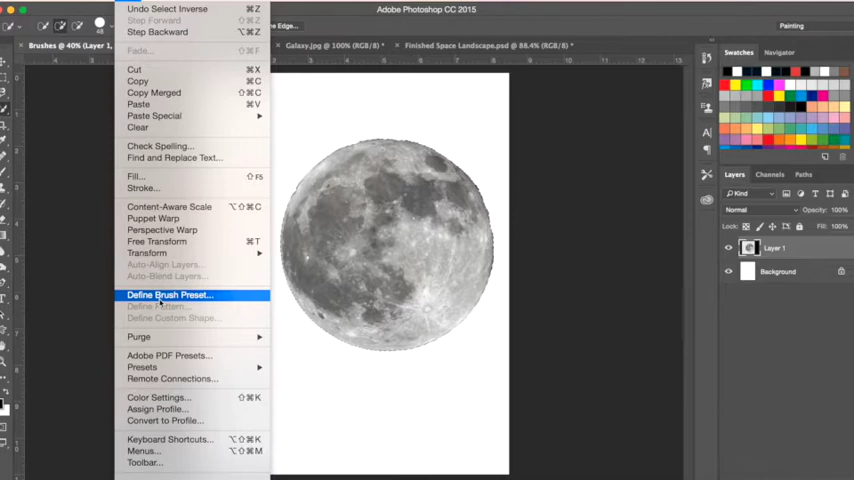 Adobe Photoshop CC 2015
48
Edge...
Painting
Brushes @ 40% (Layer 1,
Galaxy.jpg @ 100% (RGB/8) *
× Finished Space Landscape.psd @ 88.4% (RGB/8) *
Undo Select Inverse ⌘Z
Step Forward ⇧⌘Z
Step Backward ⌥⌘Z
Fade... ⇧⌘F
Cut ⌘X
Copy ⌘C
Copy Merged ⇧⌘C
Paste ⌘V
Paste Special
Clear
Check Spelling...
Find and Replace Text...
Fill... ⇧F5
Stroke...
Content-Aware Scale ⌥⇧⌘C
Puppet Warp
Perspective Warp
Free Transform ⌘T
Transform
Auto-Align Layers...
Auto-Blend Layers...
Define Brush Preset...
Define Pattern...
Define Custom Shape...
Purge
Adobe PDF Presets...
Presets
Remote Connections...
Color Settings... ⇧⌘K
Assign Profile...
Convert to Profile...
Keyboard Shortcuts... ⌥⇧⌘K
Menus... ⌥⇧⌘M
Toolbar...
Swatches Navigator
Layers Channels Paths
Kind
Normal Opacity: 100%
Lock: Fill: 100%
Layer 1
Background